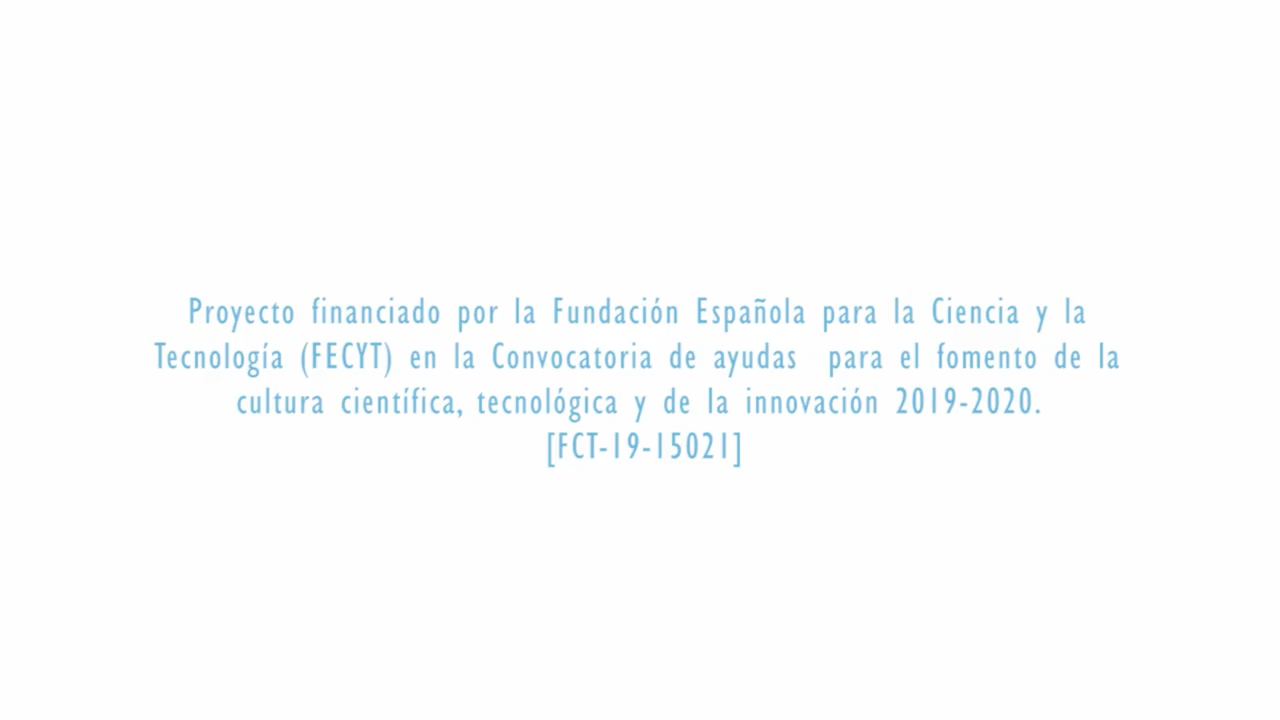 Proyecto financiado por la Fundación Española para la Ciencia y la
Tecnología (FECYT) en la Convocatoria de ayudas para el fomento de la
cultura científica, tecnológica y de la innovación 2019-2020.
[FCT-19-15021]